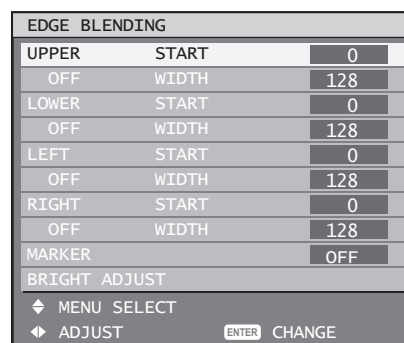 EDGE BLENDING
UPPER START 0
OFF WIDTH 128
LOWER START 0
OFF WIDTH 128
LEFT START 0
OFF WIDTH 128
RIGHT START 0
OFF WIDTH 128
MARKER OFF
BRIGHT ADJUST
MENU SELECT
ADJUST ENTER CHANGE